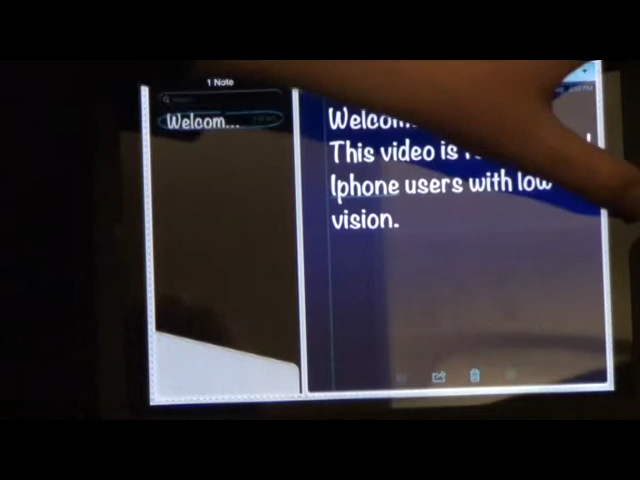 1 Note
Welcom...
Welcom
This video is
Iphone users with low
vision.